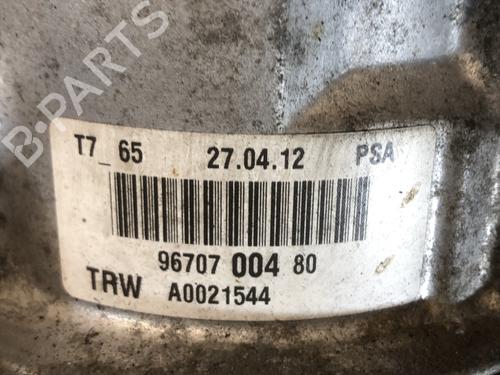 B-PARTS
T7_65 27.04.12 PSA
96707 004 80
TRW A0021544